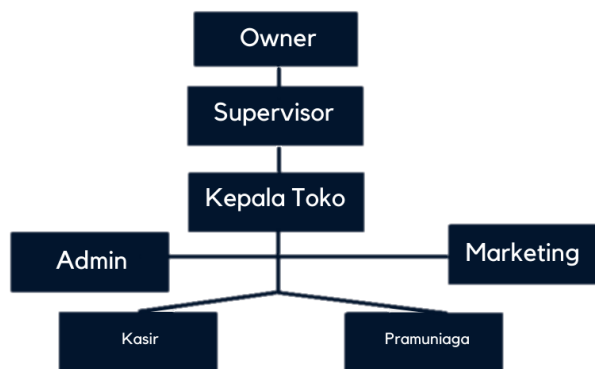 Owner
Supervisor
Kepala Toko
Admin
Marketing
Kasir
Pramuniaga